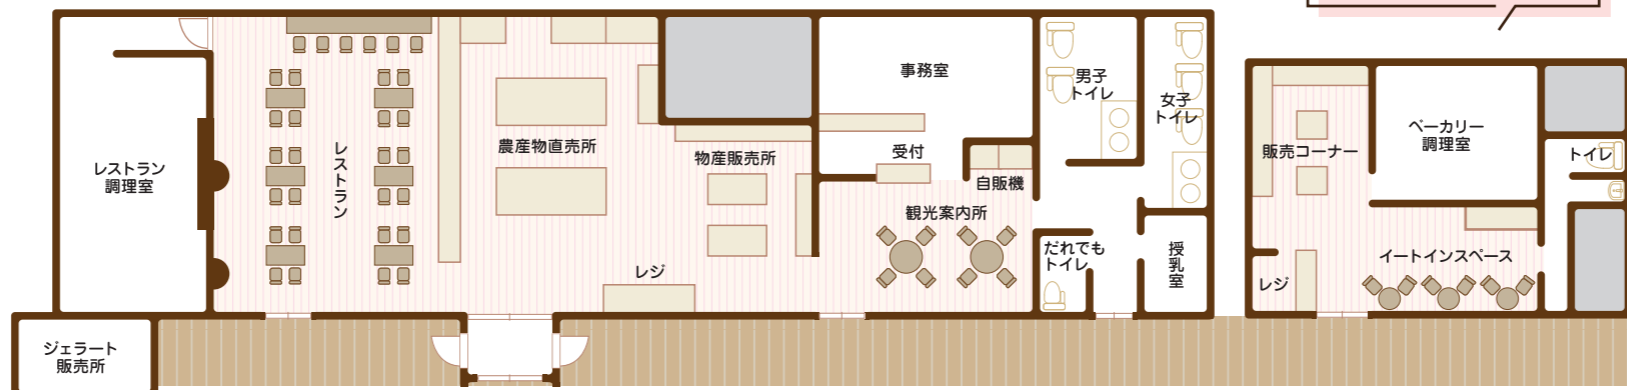 レストラン
調理室
レストラン
農産物直売所
物産販売所
レジ
事務室
受付
自販機
観光案内所
男子
トイレ
女子
トイレ
だれでも
トイレ
授乳室
ジェラート
販売所
販売コーナー
ベーカリー
調理室
トイレ
イートインスペース
レジ